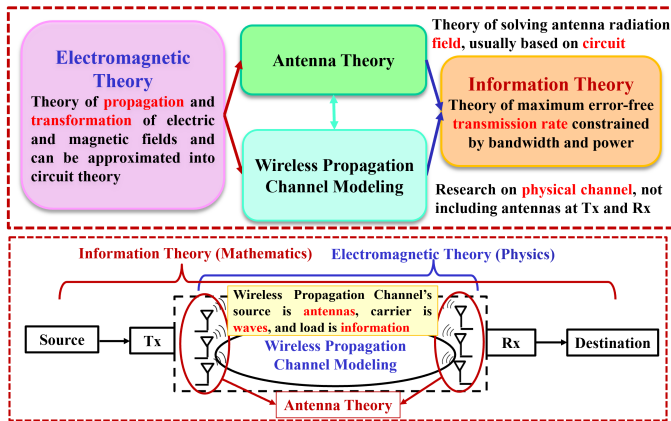 Electromagnetic
Theory
Theory of propagation and
transformation of electric
and magnetic fields and
can be approximated into
circuit theory
Antenna Theory
Wireless Propagation
Channel Modeling
Theory of solving antenna radiation
field, usually based on circuit
Information Theory
Theory of maximum error-free
transmission rate constrained
by bandwidth and power
Research on physical channel, not
including antennas at Tx and Rx
Information Theory (Mathematics)
Electromagnetic Theory (Physics)
Wireless Propagation Channel's
source is antennas, carrier is
waves, and load is information
Source
Tx
Wireless Propagation
Channel Modeling
Rx
Destination
Antenna Theory